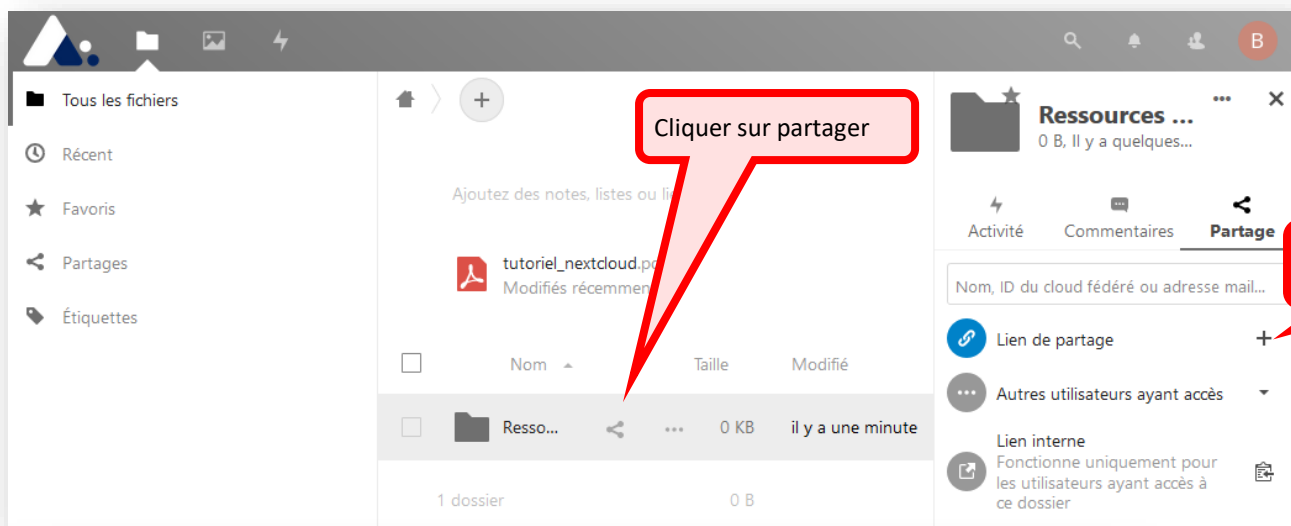 B
Tous les fichiers
Récent
Favoris
Partages
Étiquettes
Cliquer sur partager
Ajoutez des notes, listes ou
tutoriel_nextcloud.
Modifiés
Nom
Taille
Modifié
Resso...
0 KB
il y a une minute
1 dossier
0 B
Ressources ...
0 B, Il y a quelques...
Activité
Commentaires
Partage
Nom, ID du cloud fédéré ou adresse mail...
Lien de partage
Autres utilisateurs ayant accès
Lien interne
Fonctionne uniquement pour
les utilisateurs ayant accès à
ce dossier